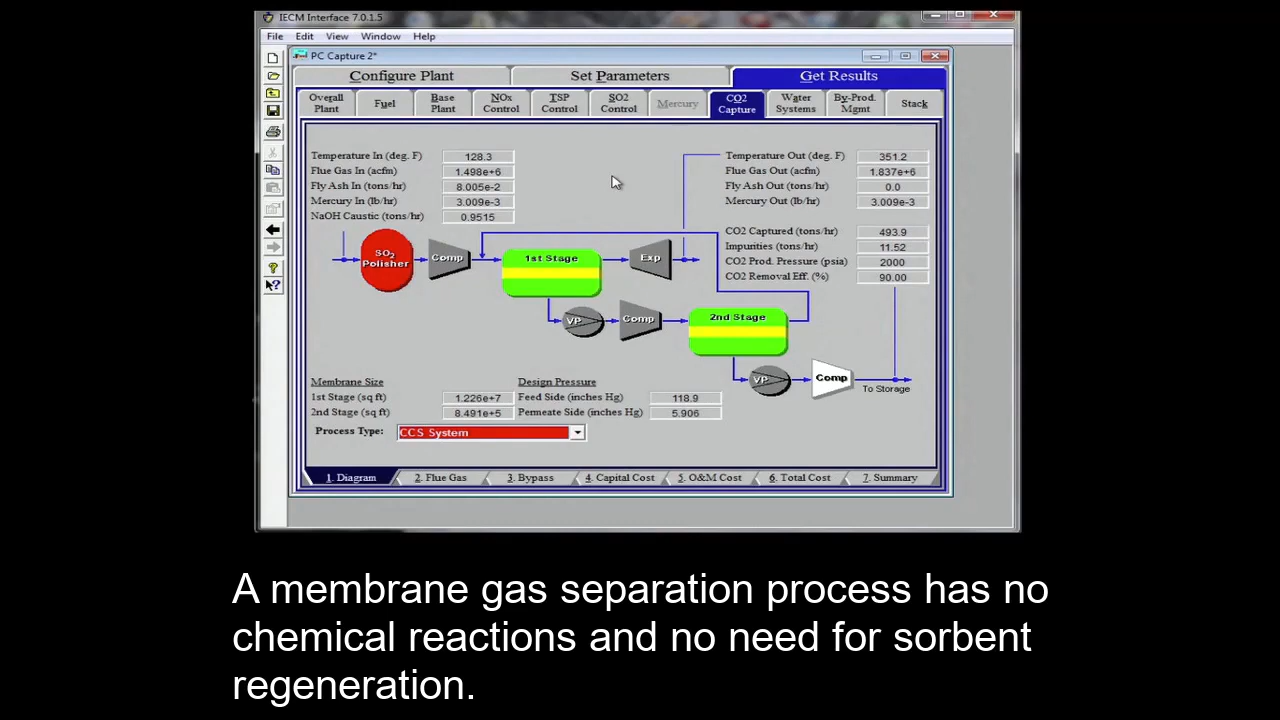 IECM Interface 7.0.1.5
File Edit View Window Help
PC Capture 2*
Configure Plant Set Parameters Get Results
Overall Plant Fuel Base Plant NOx Control TSP Control SO2 Control Mercury CO2 Capture Water Systems By-Prod. Mgmt Stack
Temperature In (deg. F) 128.3 Temperature Out (deg. F) 351.2
Flue Gas In (acfm) 1.498e+6 Flue Gas Out (acfm) 1.837e+6
Fly Ash In (tons/hr) 8.005e-2 Fly Ash Out (tons/hr) 0.0
Mercury In (lb/hr) 3.009e-3 Mercury Out (lb/hr) 3.009e-3
NaOH Caustic (tons/hr) 0.9515
CO2 Captured (tons/hr) 493.9
Impurities (tons/hr) 11.52
CO2 Prod. Pressure (psia) 2000
CO2 Removal Eff. (%) 90.00
SO2 Polisher Comp 1st Stage Exp
VP Comp 2nd Stage
VP Comp To Storage
Membrane Size Design Pressure
1st Stage (sq ft) 1.226e+7 Feed Side (inches Hg) 118.9
2nd Stage (sq ft) 8.491e+5 Permeate Side (inches Hg) 5.906
Process Type: CCS System
1. Diagram 2. Flue Gas 3. Bypass 4. Capital Cost 5. O&M Cost 6. Total Cost 7. Summary
A membrane gas separation process has no
chemical reactions and no need for sorbent
regeneration.